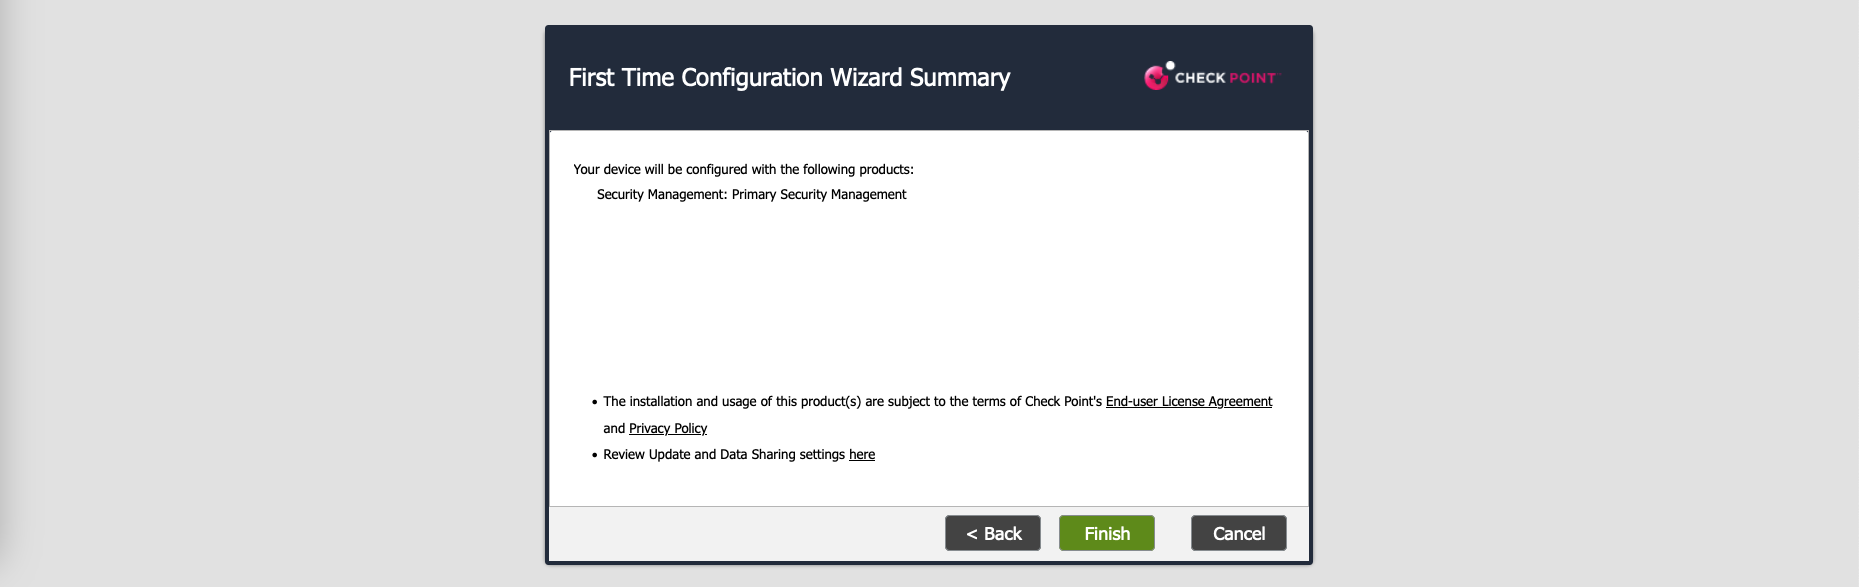 First Time Configuration Wizard Summary
CHECK POINT
Your device will be configured with the following products:
Security Management: Primary Security Management
• The installation and usage of this product(s) are subject to the terms of Check Point's End-user License Agreement
and Privacy Policy
• Review Update and Data Sharing settings here
< Back Finish Cancel